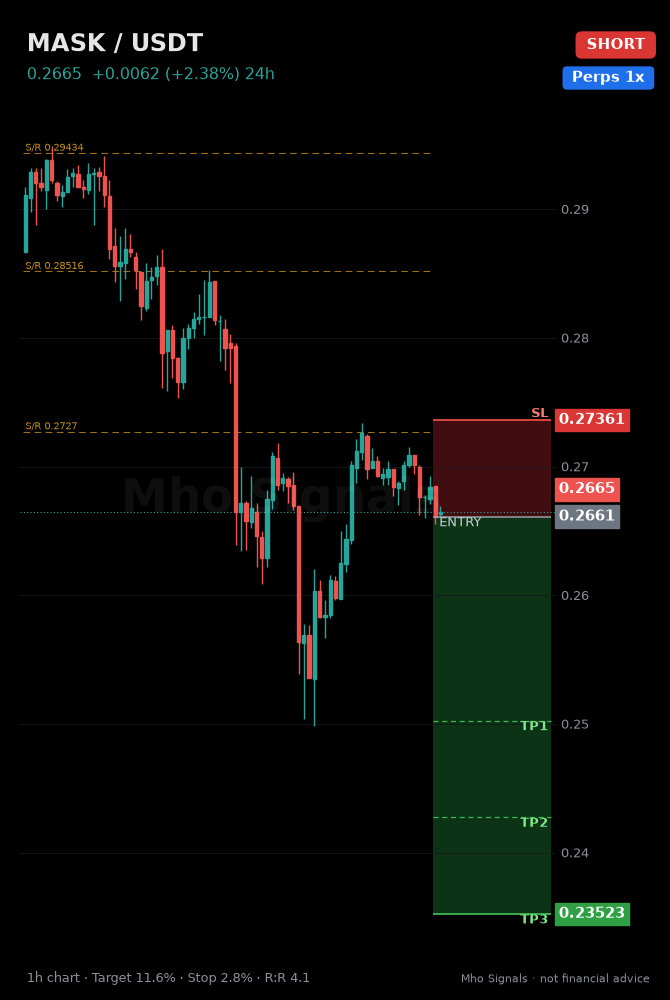 MASK / USDT
SHORT
0.2665 +0.0062 (+2.38%) 24h
Perps 1x
S/R 0.29434
0.29
S/R 0.28516
0.28
SL
0.27361
S/R 0.2727
0.27
Mho Signal
0.2665
0.2661
ENTRY
0.26
0.25
TP1
TP2
0.24
TP3
0.23523
1h chart · Target 11.6% · Stop 2.8% · R:R 4.1
Mho Signals · not financial advice